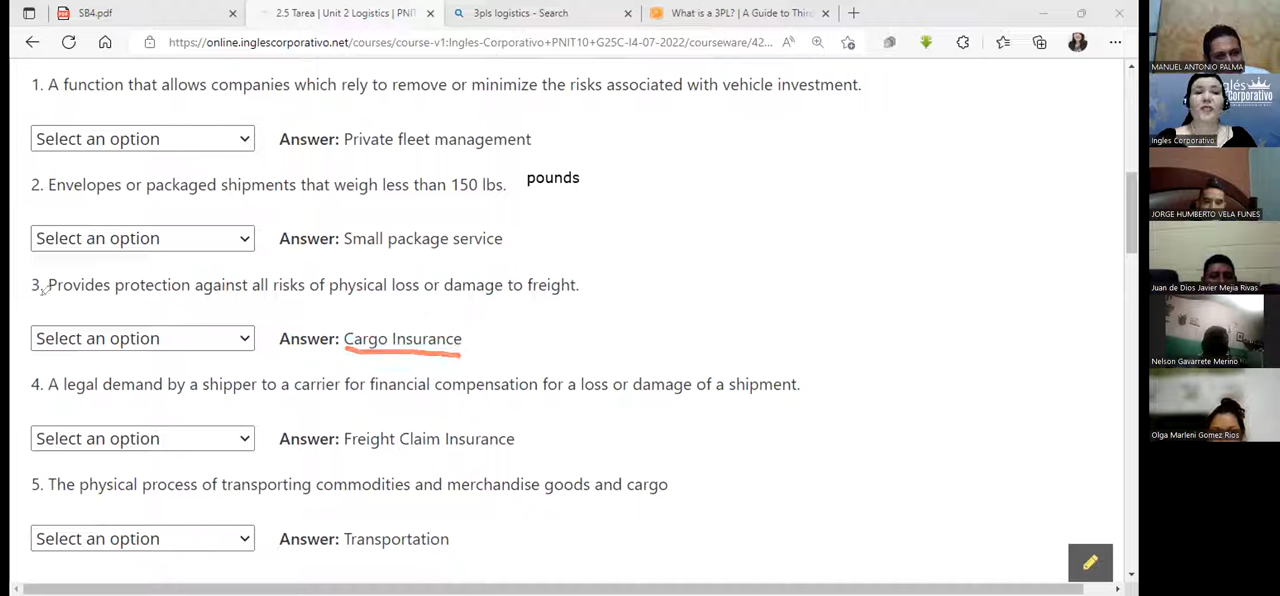 SB4.pdf
2.5 Tarea | Unit 2 Logistics | PNIT
3pls logistics - Search
What is a 3PL? | A Guide to Thir
https://online.inglescorporativo.net/courses/course-v1:Ingles-Corporativo+PNIT10+G25C-I4-07-2022/courseware/42...
1. A function that allows companies which rely to remove or minimize the risks associated with vehicle investment.
Select an option
Answer: Private fleet management
2. Envelopes or packaged shipments that weigh less than 150 lbs.
pounds
Select an option
Answer: Small package service
3. Provides protection against all risks of physical loss or damage to freight.
Select an option
Answer: Cargo Insurance
4. A legal demand by a shipper to a carrier for financial compensation for a loss or damage of a shipment.
Select an option
Answer: Freight Claim Insurance
5. The physical process of transporting commodities and merchandise goods and cargo
Select an option
Answer: Transportation
MANUEL ANTONIO PALMA
Inglés
Corporativo
Ingles Corporativo
JORGE HUMBERTO VELA FUNES
Juan de Dios Javier Mejia Rivas
Nelson Gavarrete Merino
Olga Marleni Gomez Rios